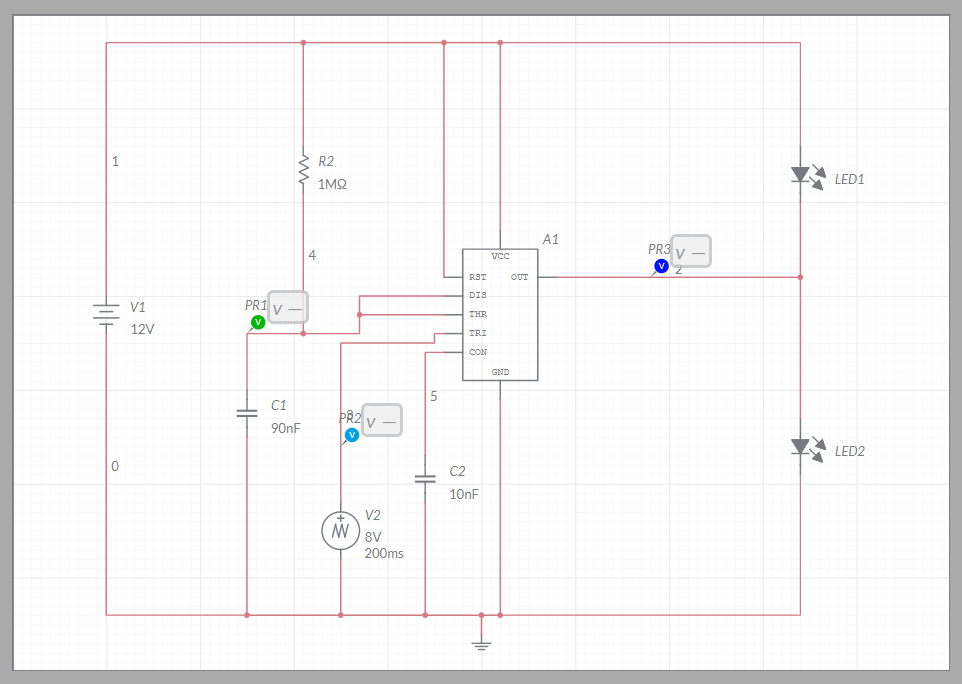 1
R2
1MΩ
LED1
A1
VCC
PR3
V
V —
2
4
RST
OUT
DIS
THR
TRI
CON
GND
PR1
V
V —
V1
12V
5
C1
90nF
PR2
V
V —
LED2
0
C2
10nF
V2
8V
200ms